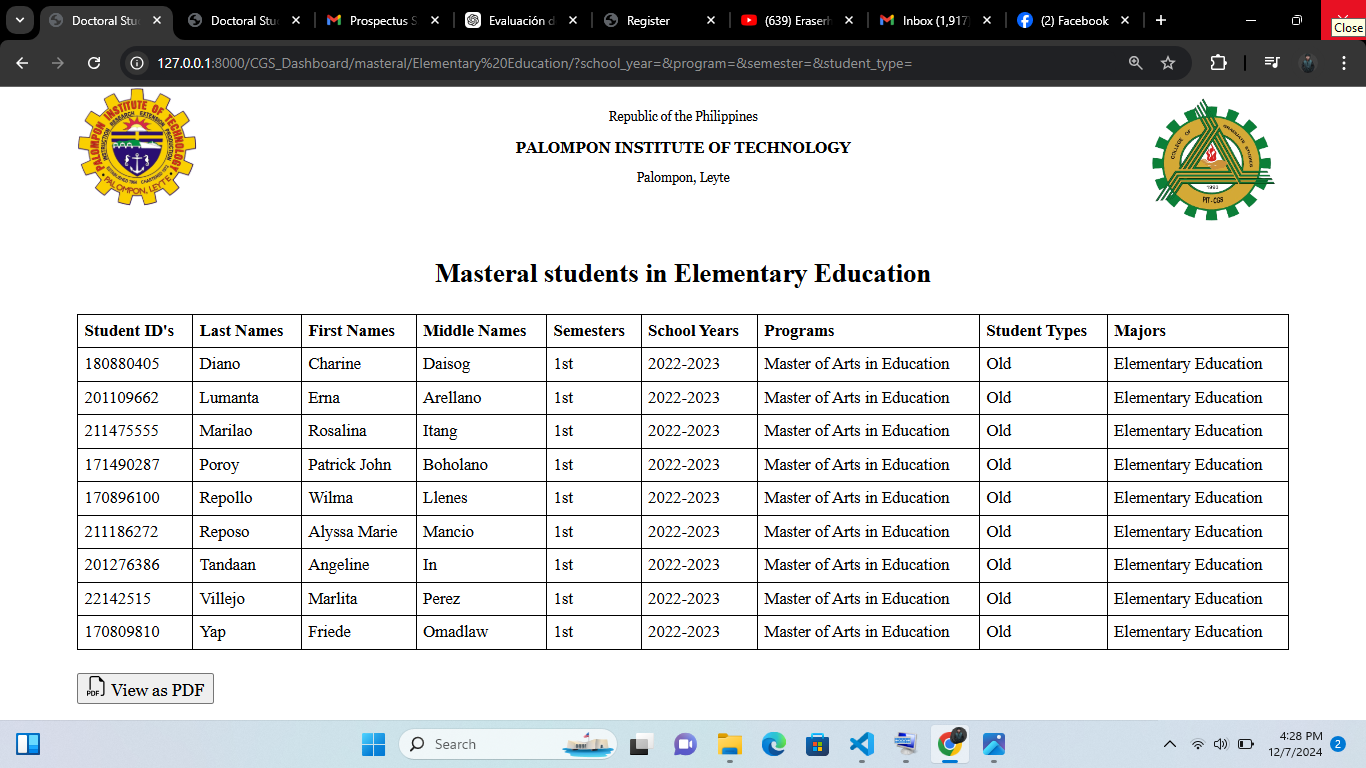 Doctoral Stu
Doctoral Stu
Prospectus S
Evaluación d
Register
(639) Eraserh
Inbox (1,917)
(2) Facebook
Close
127.0.0.1:8000/CGS_Dashboard/masteral/Elementary%20Education/?school_year=&program=&semester=&student_type=
PALOMPON INSTITUTE OF TECHNOLOGY
PALOMPON, LEYTE
Republic of the Philippines
PALOMPON INSTITUTE OF TECHNOLOGY
Palompon, Leyte
COLLEGE OF GRADUATE STUDIES
PIT-CGS
Masteral students in Elementary Education
Student ID's Last Names First Names Middle Names Semesters School Years Programs Student Types Majors
180880405 Diano Charine Daisog 1st 2022-2023 Master of Arts in Education Old Elementary Education
201109662 Lumanta Erna Arellano 1st 2022-2023 Master of Arts in Education Old Elementary Education
211475555 Marilao Rosalina Itang 1st 2022-2023 Master of Arts in Education Old Elementary Education
171490287 Poroy Patrick John Boholano 1st 2022-2023 Master of Arts in Education Old Elementary Education
170896100 Repollo Wilma Llenes 1st 2022-2023 Master of Arts in Education Old Elementary Education
211186272 Reposo Alyssa Marie Mancio 1st 2022-2023 Master of Arts in Education Old Elementary Education
201276386 Tandaan Angeline In 1st 2022-2023 Master of Arts in Education Old Elementary Education
22142515 Villejo Marlita Perez 1st 2022-2023 Master of Arts in Education Old Elementary Education
170809810 Yap Friede Omadlaw 1st 2022-2023 Master of Arts in Education Old Elementary Education
PDF View as PDF
Search
4:28 PM
12/7/2024
2